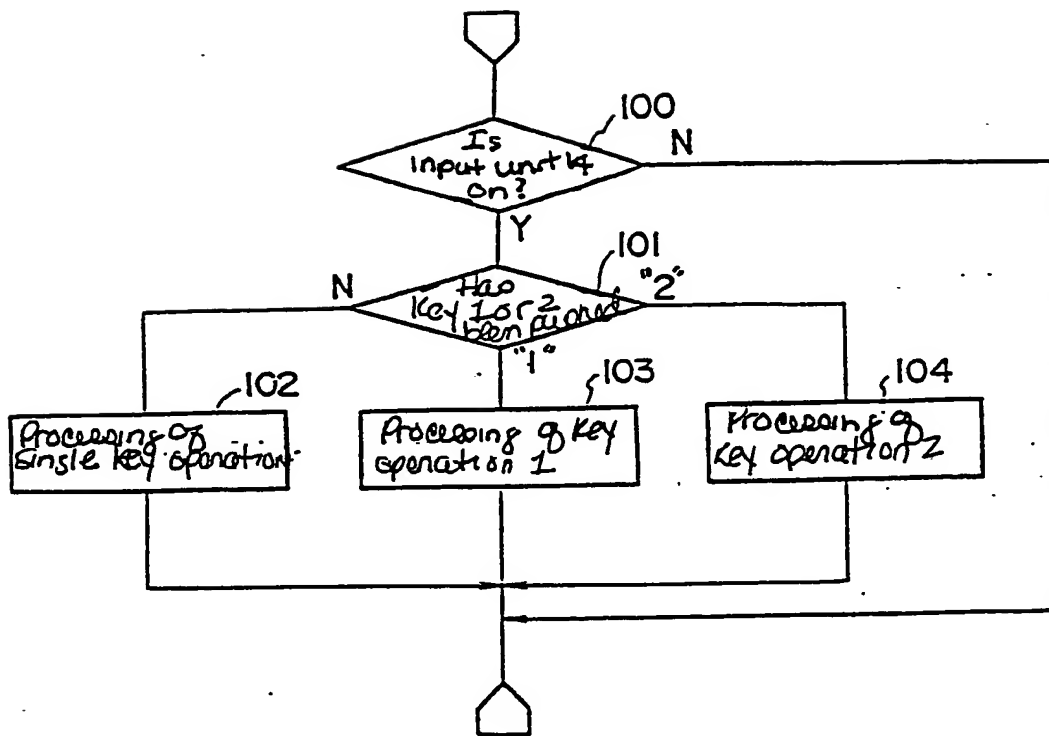 100
Is
input unit 14
on?
N
Y
101
N
Has
Key 1 or 2
been pushed
"2"
"1"
102
103
104
Processing of
single key operation
Processing of key
operation 1
Processing of
key operation 2